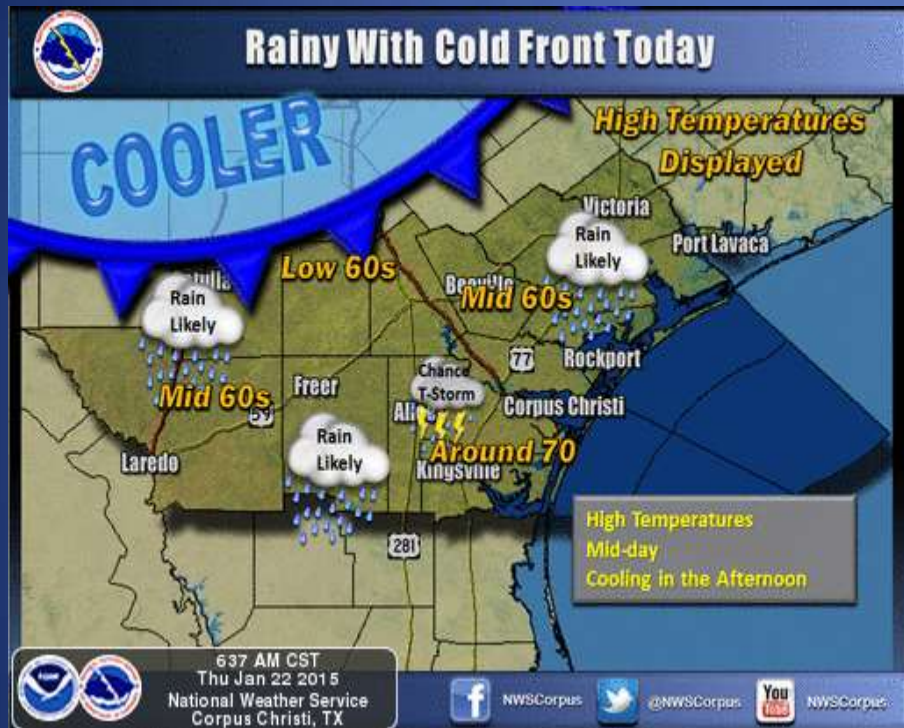 Rainy With Cold Front Today
COOLER
High Temperatures
Displayed
Victoria
Rain
Likely
Port Lavaca
Low 60s
Beeville
Mid 60s
Rain
Likely
Rockport
77
Chance
T-Storm
Freer
Mid 60s
59
Corpus Christi
Rain
Likely
Around 70
Kingsville
Laredo
281
High Temperatures
Mid-day
Cooling in the Afternoon
637 AM CST
Thu Jan 22 2015
National Weather Service
Corpus Christi, TX
NWSCorpus
@NWSCorpus
You
Tube
NWSCorpus